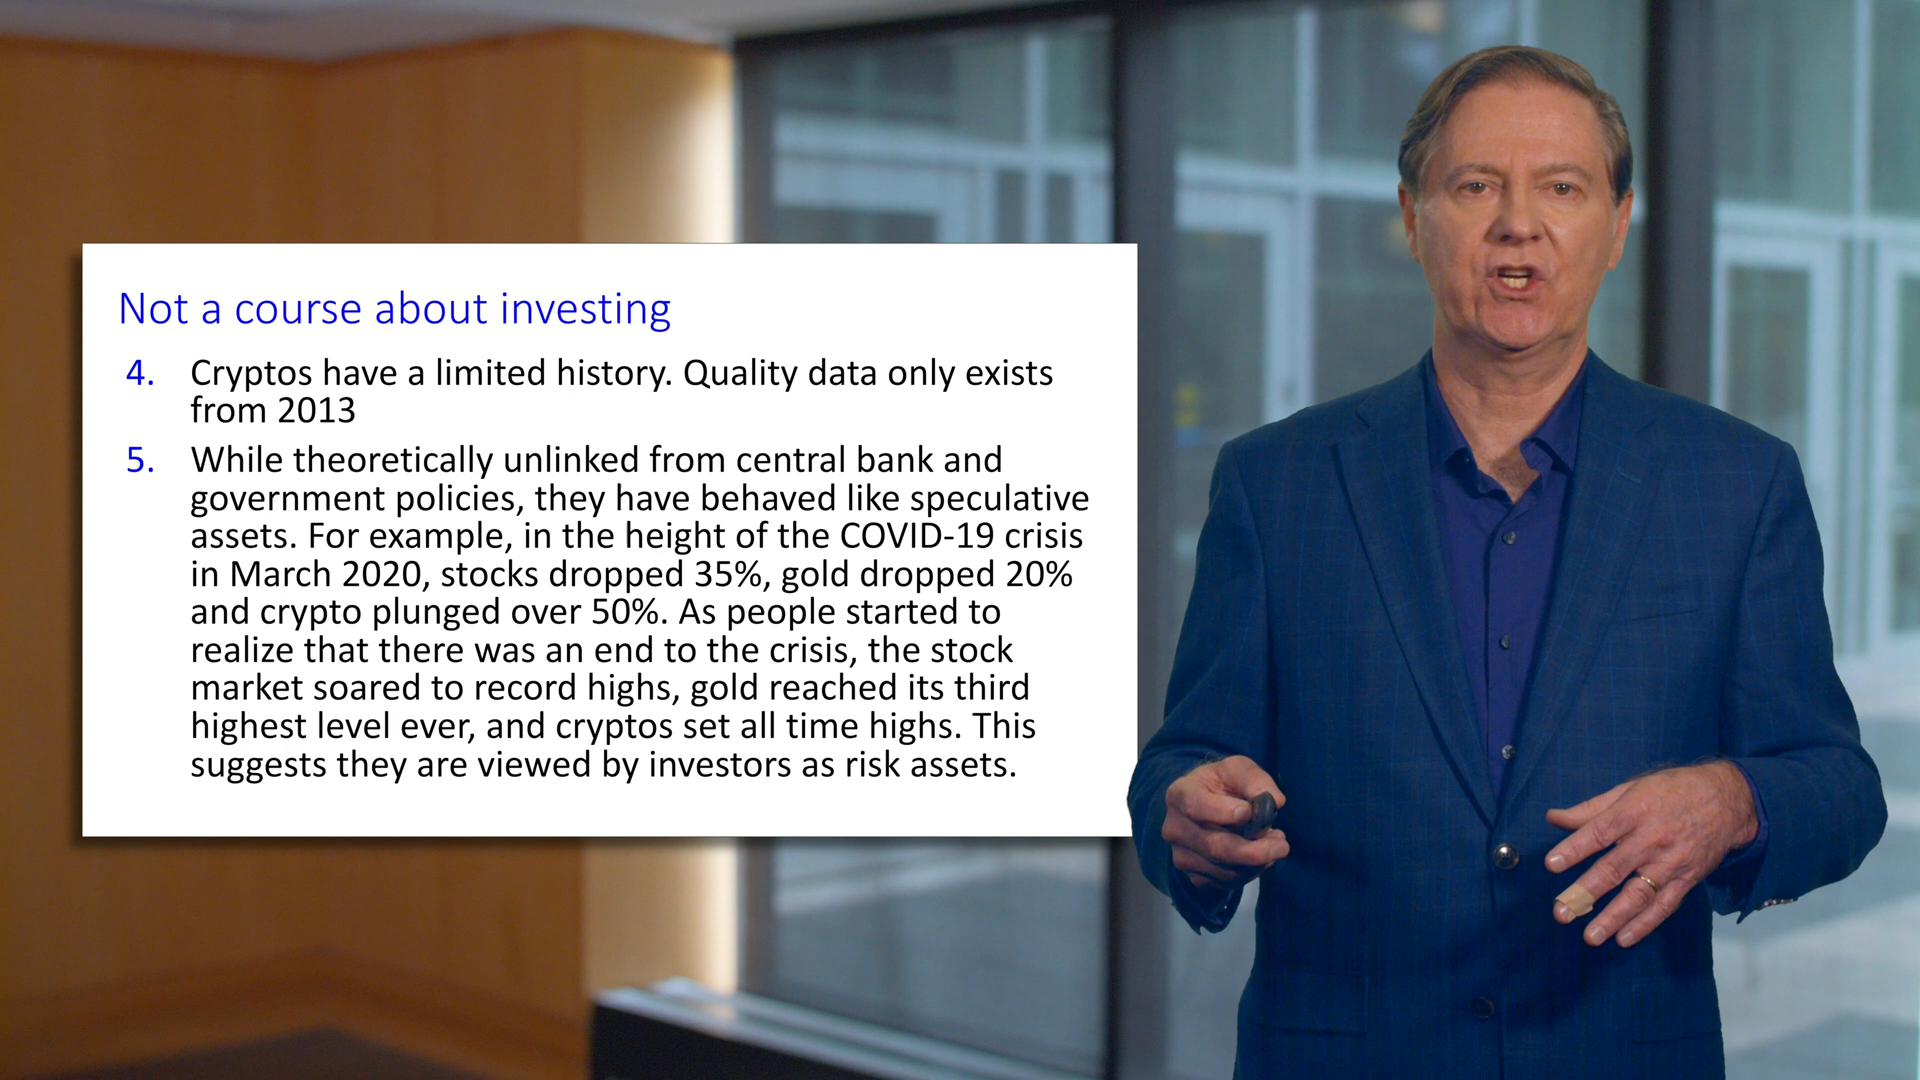 Not a course about investing
4. Cryptos have a limited history. Quality data only exists
from 2013
5. While theoretically unlinked from central bank and
government policies, they have behaved like speculative
assets. For example, in the height of the COVID-19 crisis
in March 2020, stocks dropped 35%, gold dropped 20%
and crypto plunged over 50%. As people started to
realize that there was an end to the crisis, the stock
market soared to record highs, gold reached its third
highest level ever, and cryptos set all time highs. This
suggests they are viewed by investors as risk assets.